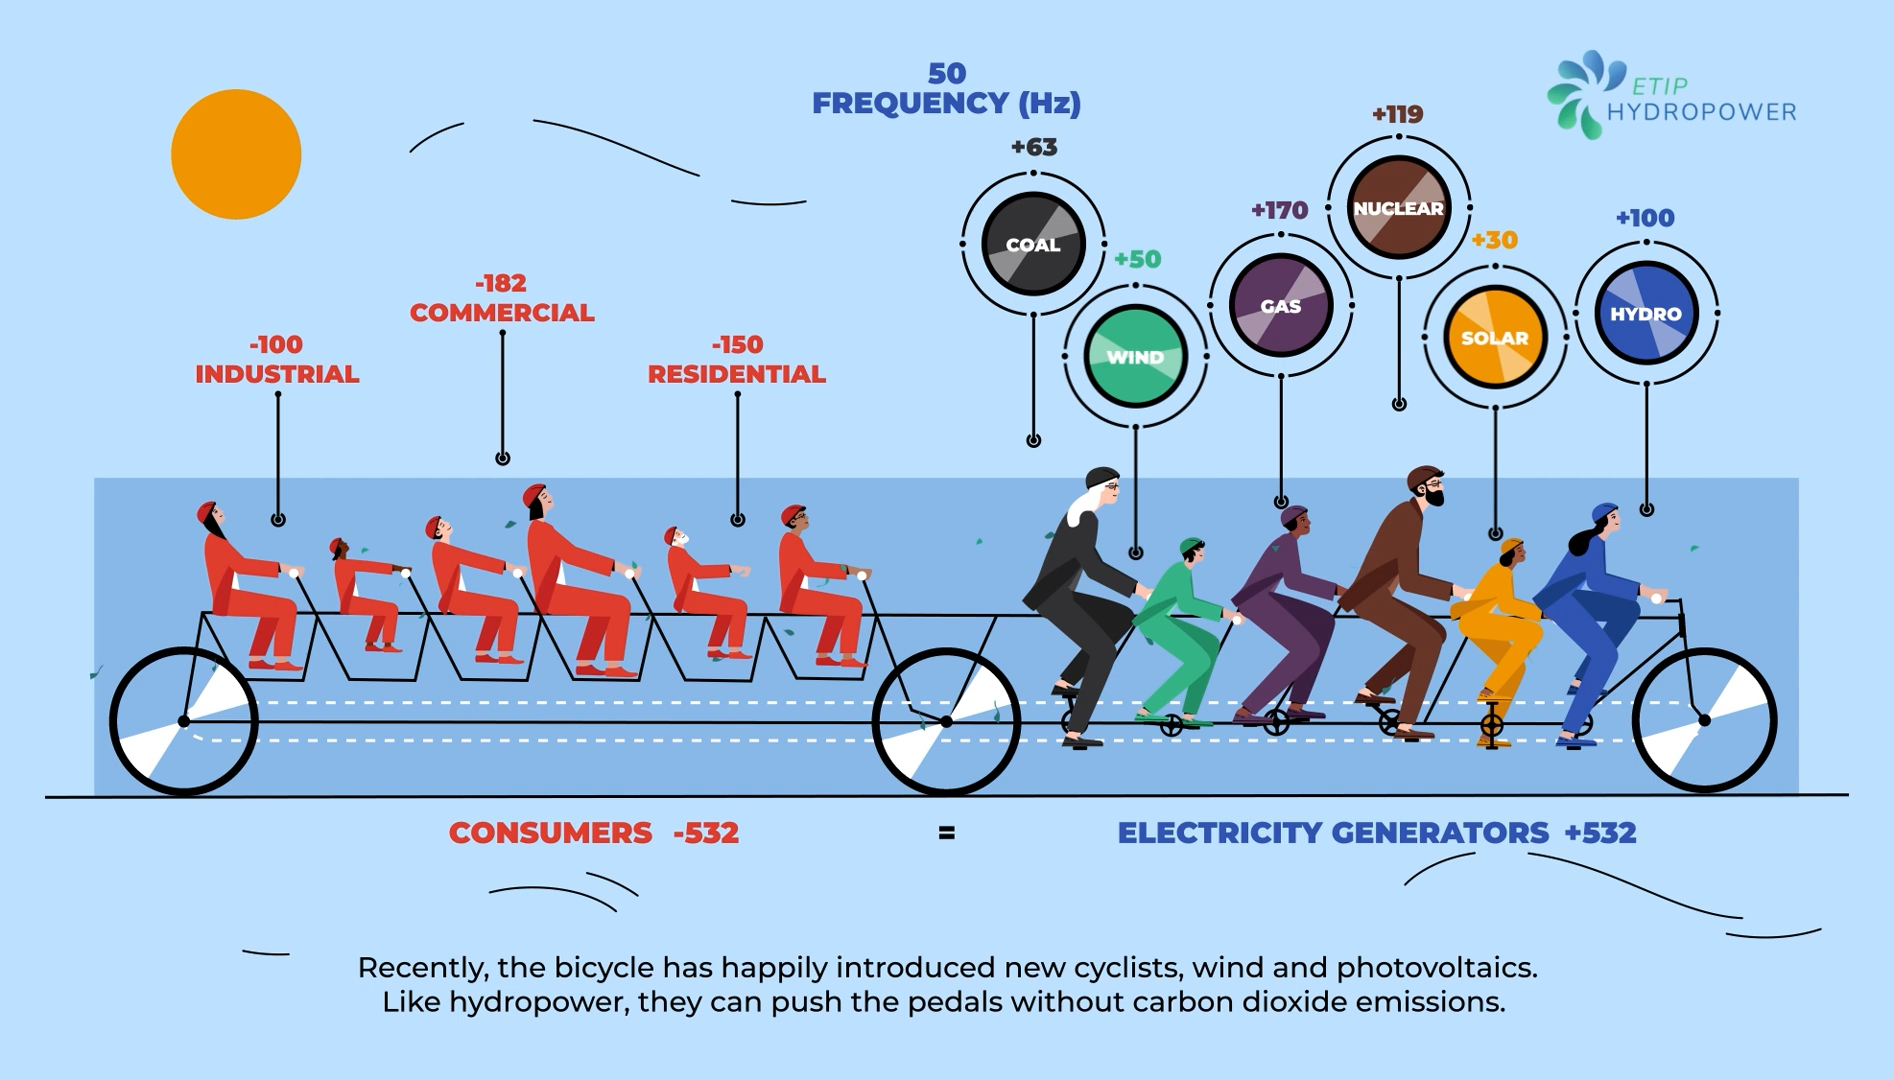 50
FREQUENCY (Hz)
ETIP
HYDROPOWER
+63
COAL
+50
WIND
+170
GAS
+119
NUCLEAR
+30
SOLAR
+100
HYDRO
-100
INDUSTRIAL
-182
COMMERCIAL
-150
RESIDENTIAL
CONSUMERS -532 = ELECTRICITY GENERATORS +532
Recently, the bicycle has happily introduced new cyclists, wind and photovoltaics.
Like hydropower, they can push the pedals without carbon dioxide emissions.